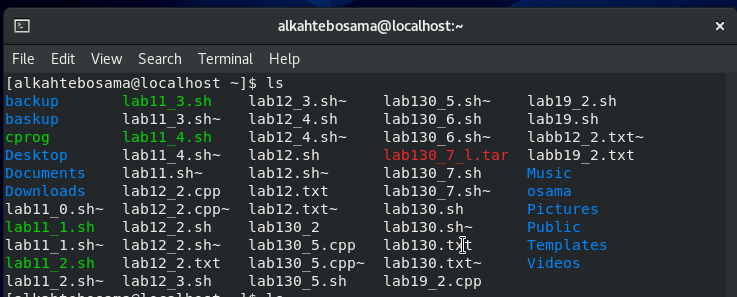 alkahtebosama@localhost:~
File Edit View Search Terminal Help
[alkahtebosama@localhost ~]$ ls
backup lab11_3.sh lab12_3.sh~ lab130_5.sh~ lab19_2.sh
baskup lab11_3.sh~ lab12_4.sh lab130_6.sh lab19.sh
cprog lab11_4.sh lab12_4.sh~ lab130_6.sh~ labb12_2.txt~
Desktop lab11_4.sh~ lab12.sh lab130_7_l.tar labb19_2.txt
Documents lab11.sh~ lab12.sh~ lab130_7.sh Music
Downloads lab12_2.cpp lab12.txt lab130_7.sh~ osama
lab11_0.sh~ lab12_2.cpp~ lab12.txt~ lab130.sh Pictures
lab11_1.sh lab12_2.sh lab130_2 lab130.sh~ Public
lab11_1.sh~ lab12_2.sh~ lab130_5.cpp lab130.txt Templates
lab11_2.sh lab12_2.txt lab130_5.cpp~ lab130.txt~ Videos
lab11_2.sh~ lab12_3.sh lab130_5.sh lab19_2.cpp